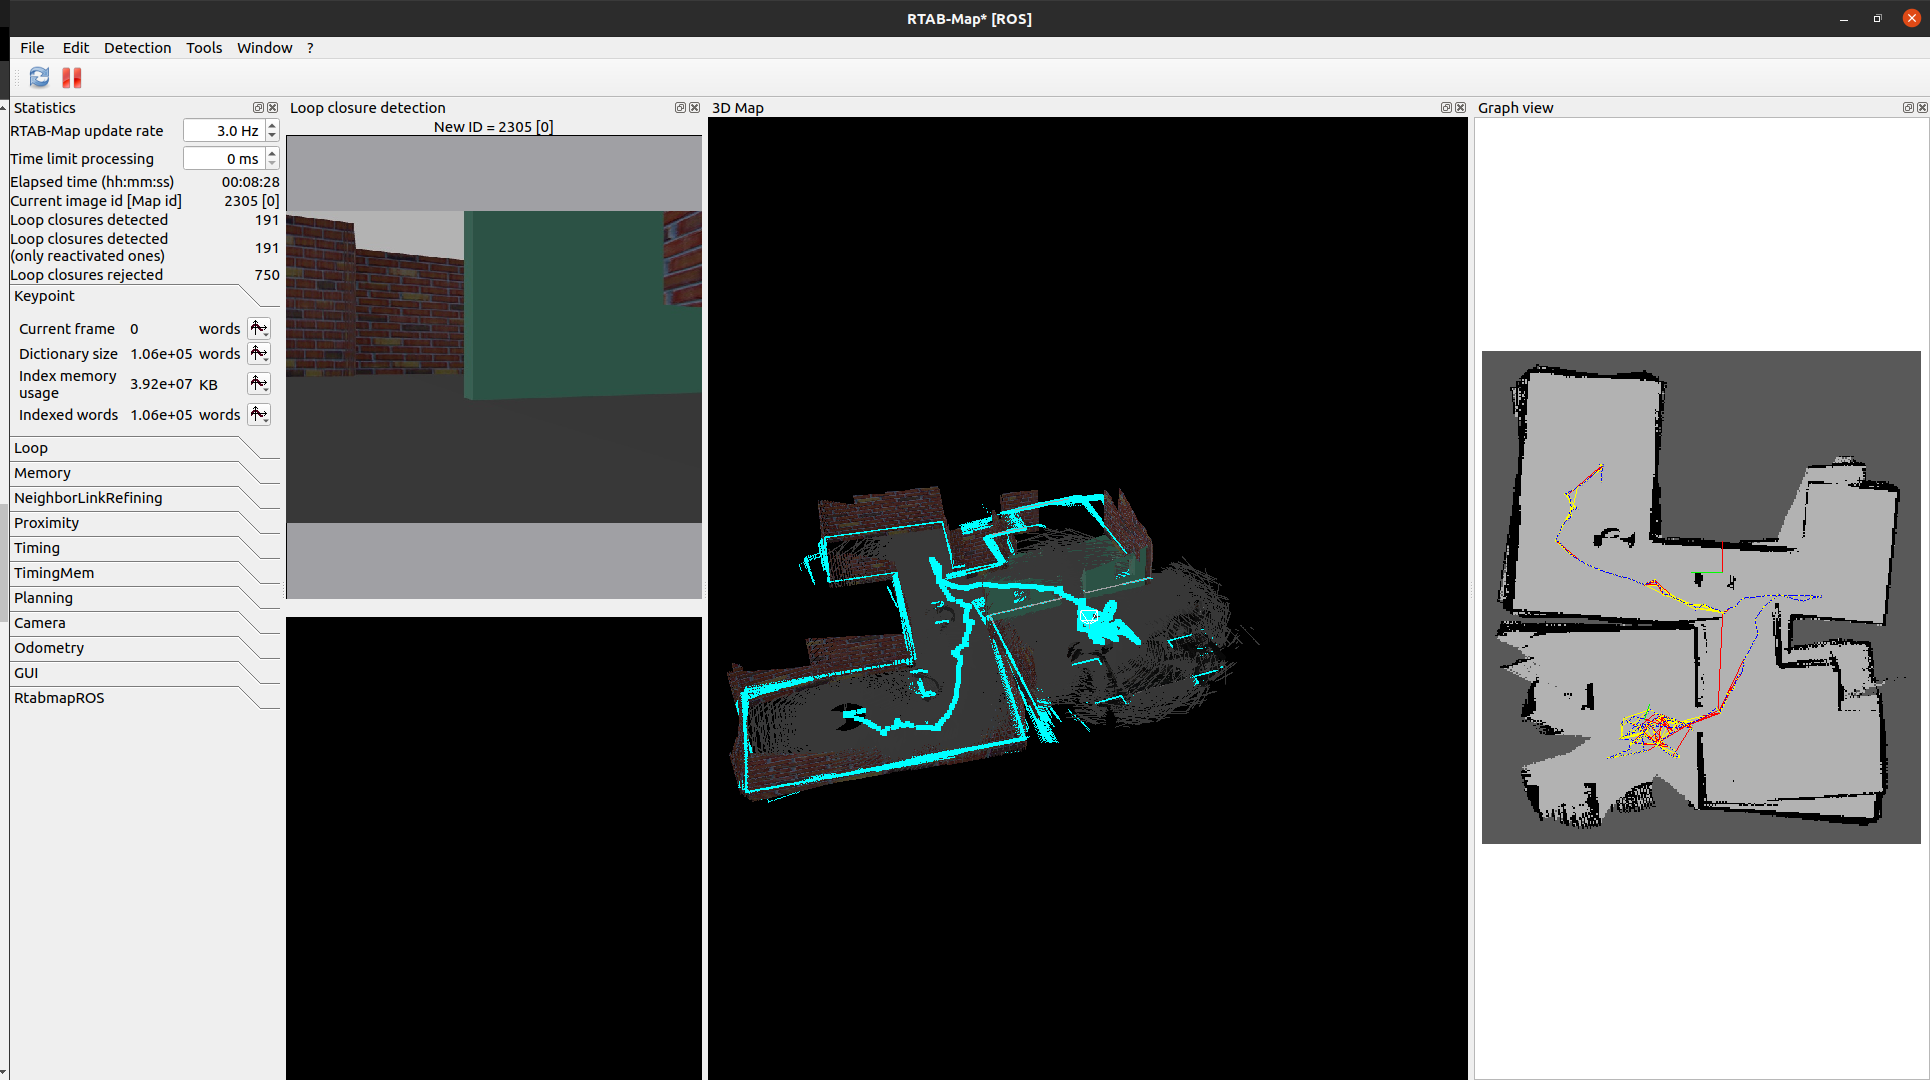 RTAB-Map* [ROS]
File Edit Detection Tools Window ?
Statistics
RTAB-Map update rate 3.0 Hz
Time limit processing 0 ms
Elapsed time (hh:mm:ss) 00:08:28
Current image id [Map id] 2305 [0]
Loop closures detected 191
Loop closures detected
(only reactivated ones) 191
Loop closures rejected 750
Keypoint
Current frame 0 words
Dictionary size 1.06e+05 words
Index memory
usage 3.92e+07 KB
Indexed words 1.06e+05 words
Loop
Memory
NeighborLinkRefining
Proximity
Timing
TimingMem
Planning
Camera
Odometry
GUI
RtabmapROS
Loop closure detection
New ID = 2305 [0]
3D Map
Graph view